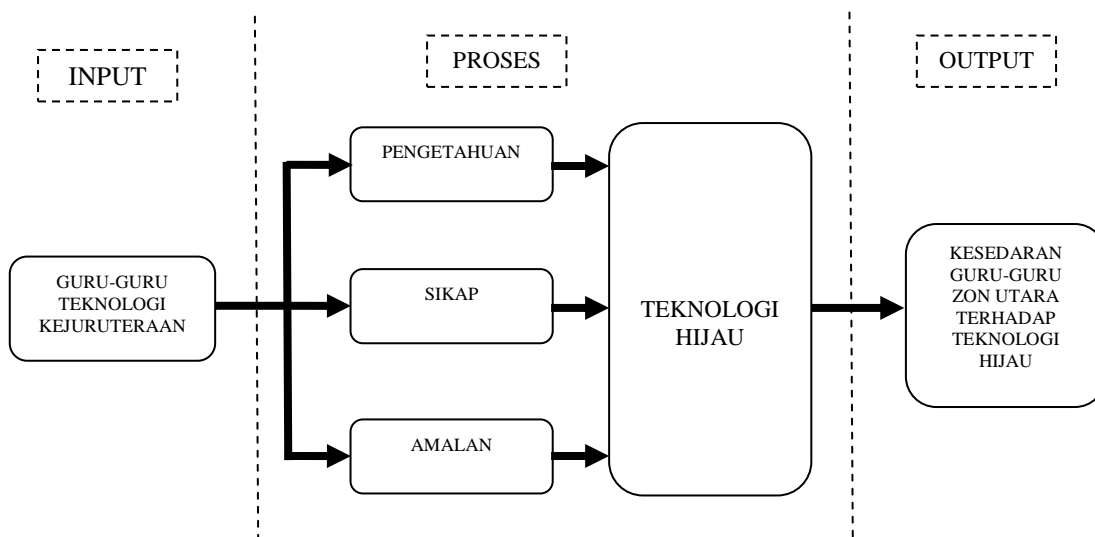 INPUT
PROSES
OUTPUT
GURU-GURU
TEKNOLOGI
KEJURUTERAAN
PENGETAHUAN
SIKAP
AMALAN
TEKNOLOGI
HIJAU
KESEDARAN
GURU-GURU
ZON UTARA
TERHADAP
TEKNOLOGI
HIJAU